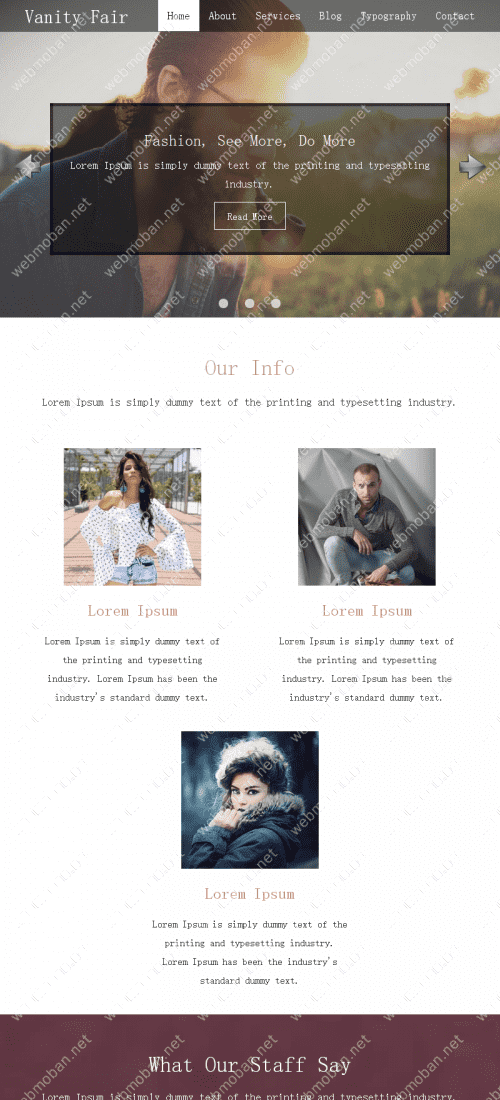 Vanity Fair
Home About Services Blog Typography Contact
Fashion, See More, Do More
Lorem Ipsum is simply dummy text of the printing and typesetting
industry.
Read More
Our Info
Lorem Ipsum is simply dummy text of the printing and typesetting industry.
Lorem Ipsum
Lorem Ipsum is simply dummy text of
the printing and typesetting
industry. Lorem Ipsum has been the
industry's standard dummy text.
Lorem Ipsum
Lorem Ipsum is simply dummy text of
the printing and typesetting
industry. Lorem Ipsum has been the
industry's standard dummy text.
Lorem Ipsum
Lorem Ipsum is simply dummy text of the
printing and typesetting industry.
Lorem Ipsum has been the industry's
standard dummy text.
What Our Staff Say
Lorem Ipsum is simply dummy text of the printing and typesetting industry.
webmoban.net